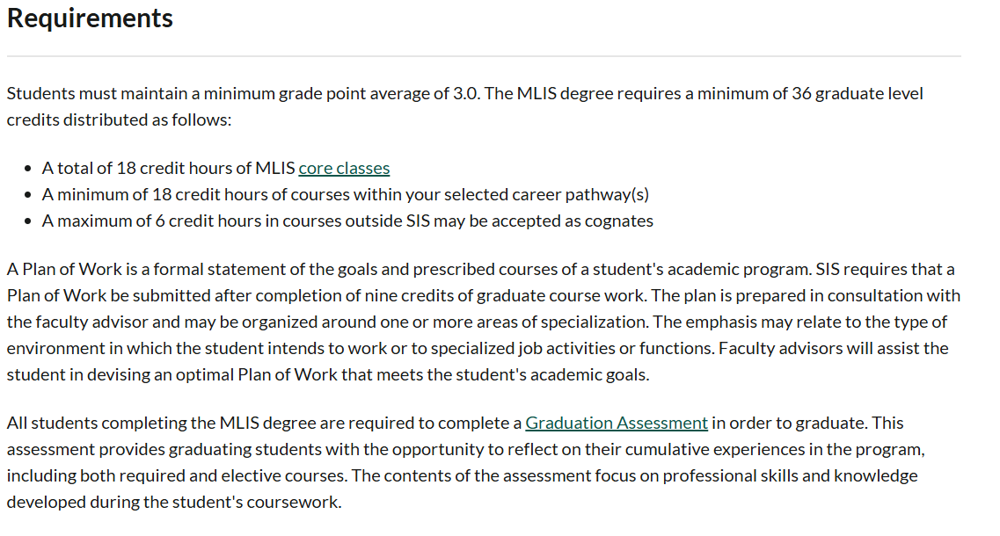 Requirements
Students must maintain a minimum grade point average of 3.0. The MLIS degree requires a minimum of 36 graduate level
credits distributed as follows:
• A total of 18 credit hours of MLIS core classes
• A minimum of 18 credit hours of courses within your selected career pathway(s)
• A maximum of 6 credit hours in courses outside SIS may be accepted as cognates
A Plan of Work is a formal statement of the goals and prescribed courses of a student's academic program. SIS requires that a
Plan of Work be submitted after completion of nine credits of graduate course work. The plan is prepared in consultation with
the faculty advisor and may be organized around one or more areas of specialization. The emphasis may relate to the type of
environment in which the student intends to work or to specialized job activities or functions. Faculty advisors will assist the
student in devising an optimal Plan of Work that meets the student's academic goals.
All students completing the MLIS degree are required to complete a Graduation Assessment in order to graduate. This
assessment provides graduating students with the opportunity to reflect on their cumulative experiences in the program,
including both required and elective courses. The contents of the assessment focus on professional skills and knowledge
developed during the student's coursework.